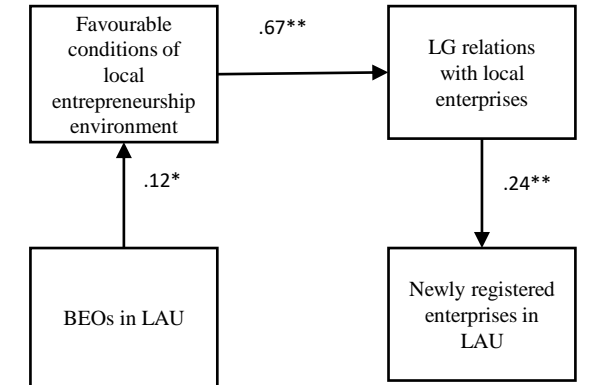 Favourable
conditions of
local
entrepreneurship
environment
.67**
LG relations
with local
enterprises
.12*
.24**
BEOs in LAU
Newly registered
enterprises in
LAU